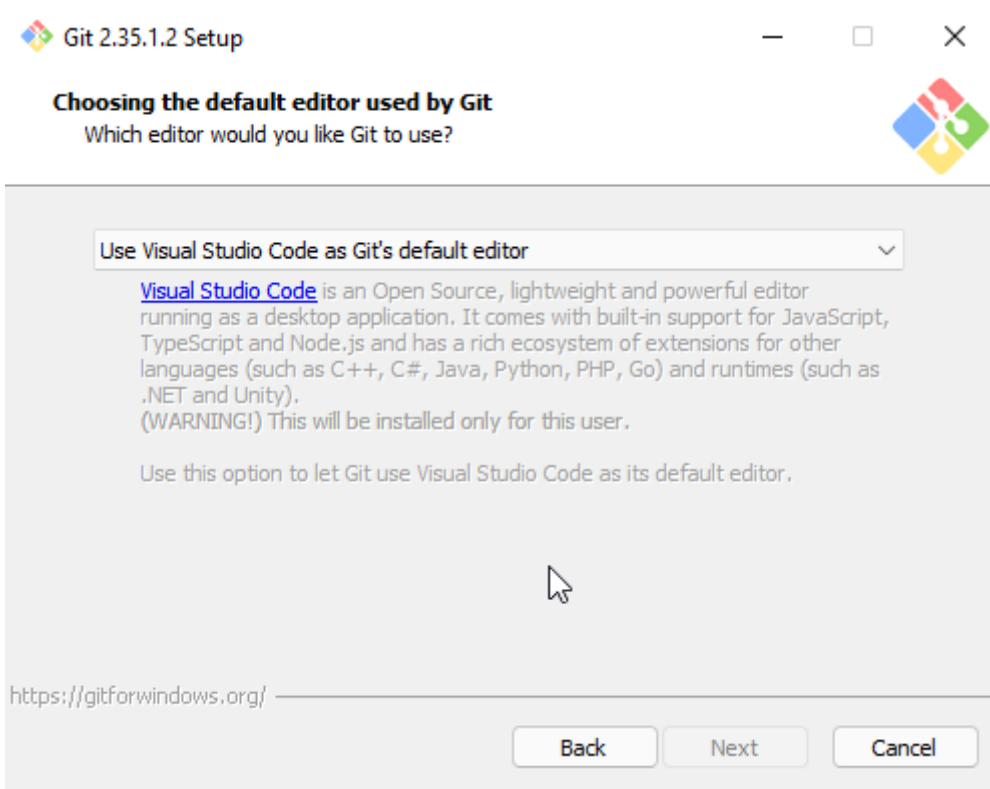 Git 2.35.1.2 Setup
Choosing the default editor used by Git
Which editor would you like Git to use?
Use Visual Studio Code as Git's default editor
Visual Studio Code is an Open Source, lightweight and powerful editor
running as a desktop application. It comes with built-in support for JavaScript,
TypeScript and Node.js and has a rich ecosystem of extensions for other
languages (such as C++, C#, Java, Python, PHP, Go) and runtimes (such as
.NET and Unity).
(WARNING!) This will be installed only for this user.
Use this option to let Git use Visual Studio Code as its default editor.
https://gitforwindows.org/
Back Next Cancel